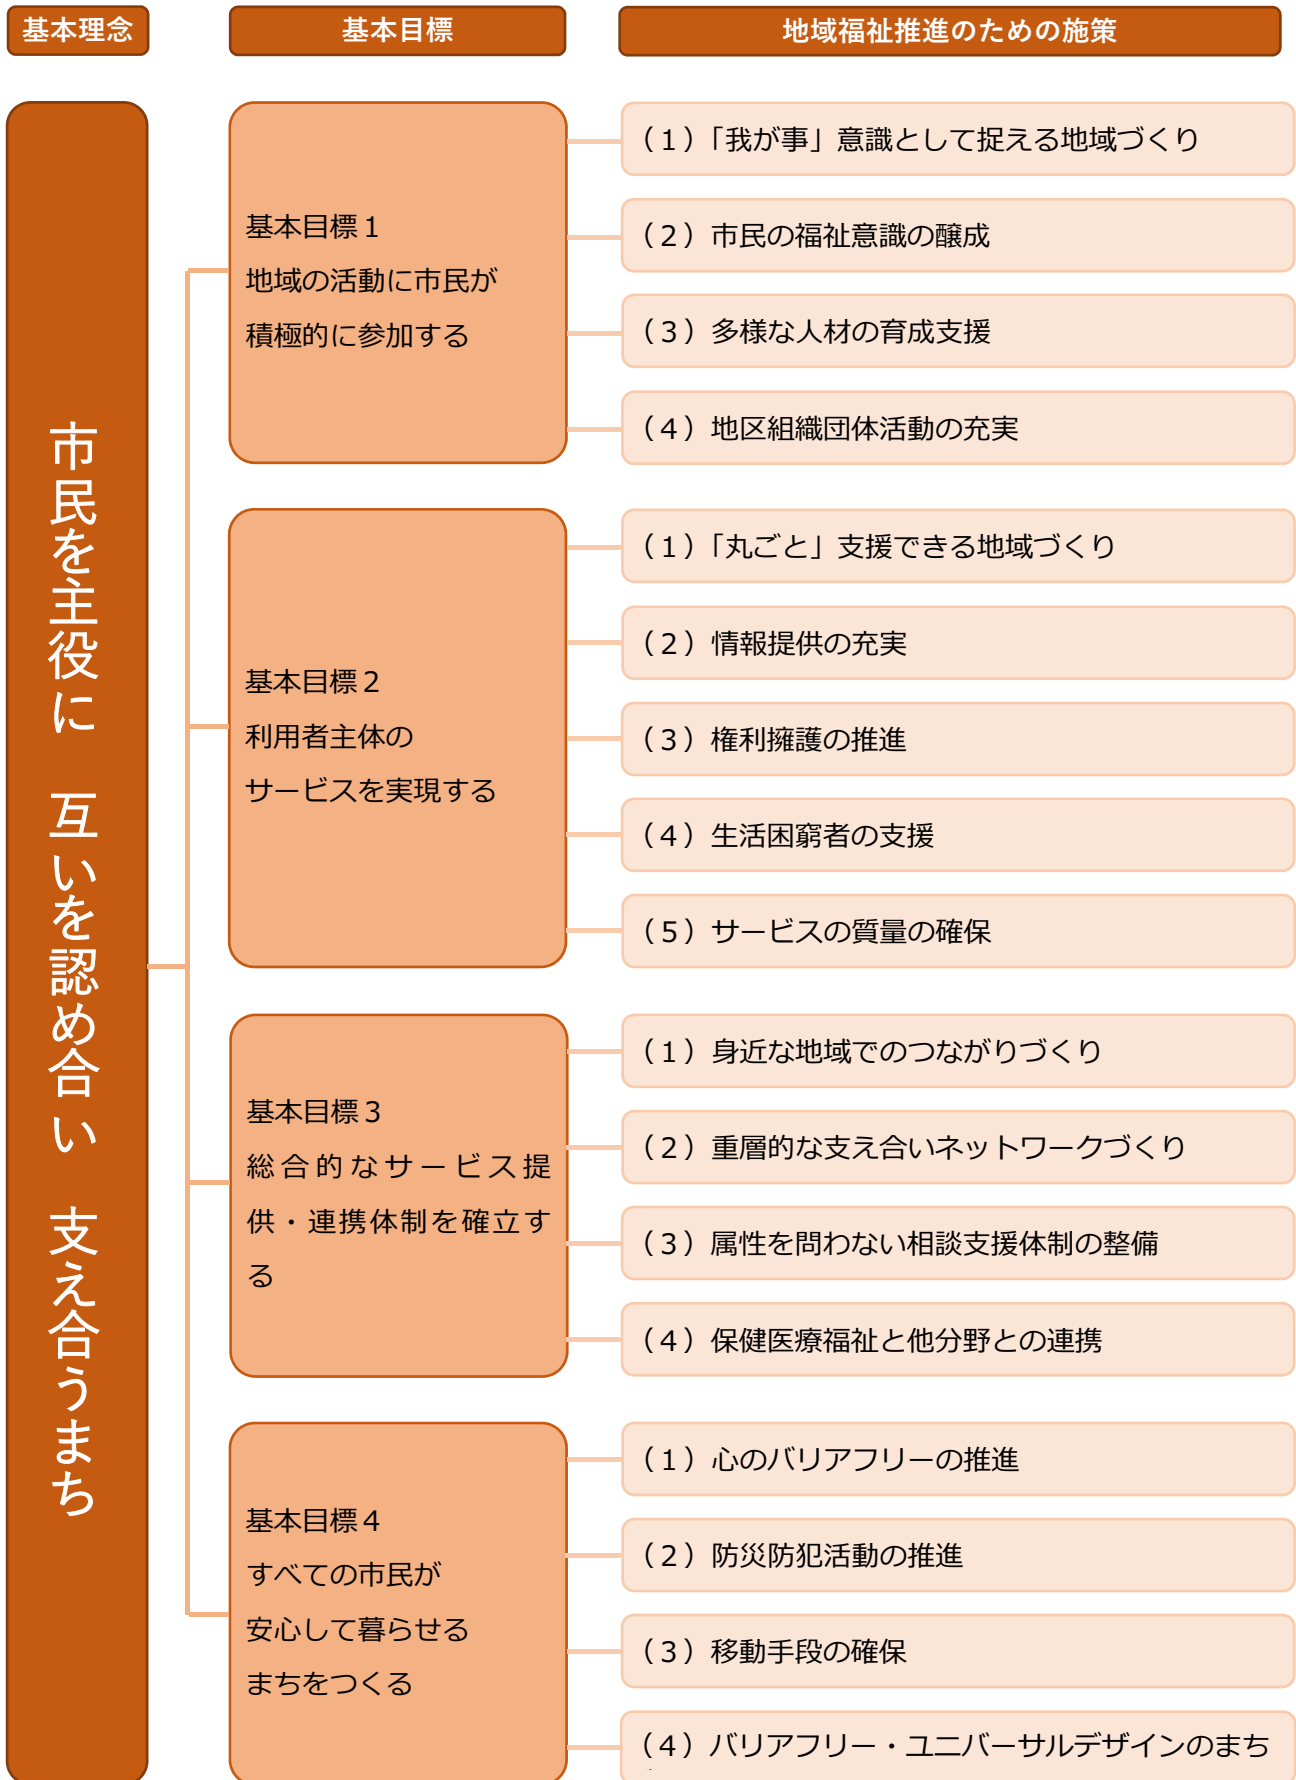 基本理念
基本目標
地域福祉推進のための施策
市民を主役に　互いを認め合い　支え合うまち
基本目標１
地域の活動に市民が
積極的に参加する
（１）「我が事」意識として捉える地域づくり
（２）市民の福祉意識の醸成
（３）多様な人材の育成支援
（４）地区組織団体活動の充実
基本目標２
利用者主体の
サービスを実現する
（１）「丸ごと」支援できる地域づくり
（２）情報提供の充実
（３）権利擁護の推進
（４）生活困窮者の支援
（５）サービスの質量の確保
基本目標３
総合的なサービス提
供・連携体制を確立す
る
（１）身近な地域でのつながりづくり
（２）重層的な支え合いネットワークづくり
（３）属性を問わない相談支援体制の整備
（４）保健医療福祉と他分野との連携
基本目標４
すべての市民が
安心して暮らせる
まちをつくる
（１）心のバリアフリーの推進
（２）防災防犯活動の推進
（３）移動手段の確保
（４）バリアフリー・ユニバーサルデザインのまち